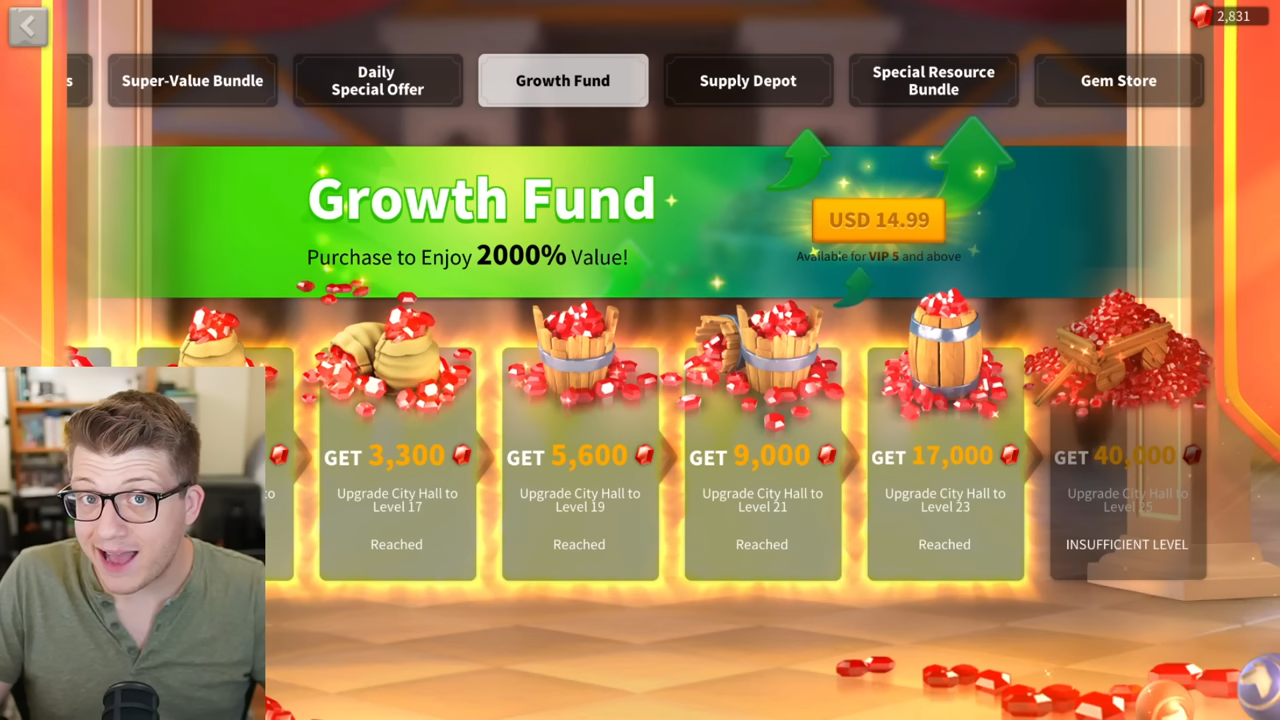 2,831
s
Super-Value Bundle
Daily
Special Offer
Growth Fund
Supply Depot
Special Resource
Bundle
Gem Store
Growth Fund
Purchase to Enjoy 2000% Value!
USD 14.99
Available for VIP 5 and above
GET 3,300
GET 5,600
GET 9,000
GET 17,000
GET 40,000
to
Upgrade City Hall to
Level 17
Upgrade City Hall to
Level 19
Upgrade City Hall to
Level 21
Upgrade City Hall to
Level 23
Upgrade City Hall to
Level 25
Reached
Reached
Reached
Reached
INSUFFICIENT LEVEL